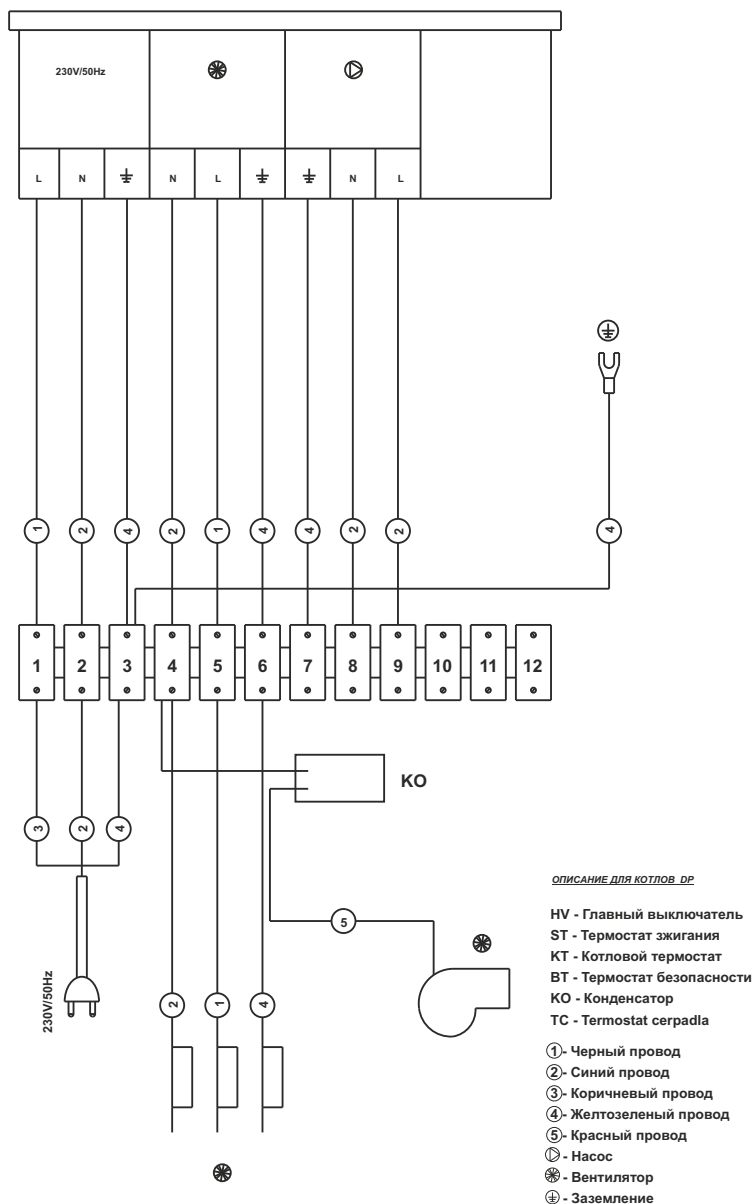 230V/50Hz
L N N L N L
1 2 4 2 1 4 4 2 2 4
1 2 3 4 5 6 7 8 9 10 11 12
KO
3 2 4
5
230V/50Hz
2 1 4
ОПИСАНИЕ ДЛЯ КОТЛОВ DP
HV - Главный выключатель
ST - Термостат зжигания
KT - Котловой термостат
BT - Термостат безопасности
KO - Конденсатор
TC - Termostat cerpadla
1 - Черный провод
2 - Синий провод
3 - Коричневый провод
4 - Желтозеленый провод
5 - Красный провод
- Насос
- Вентилятор
- Заземление